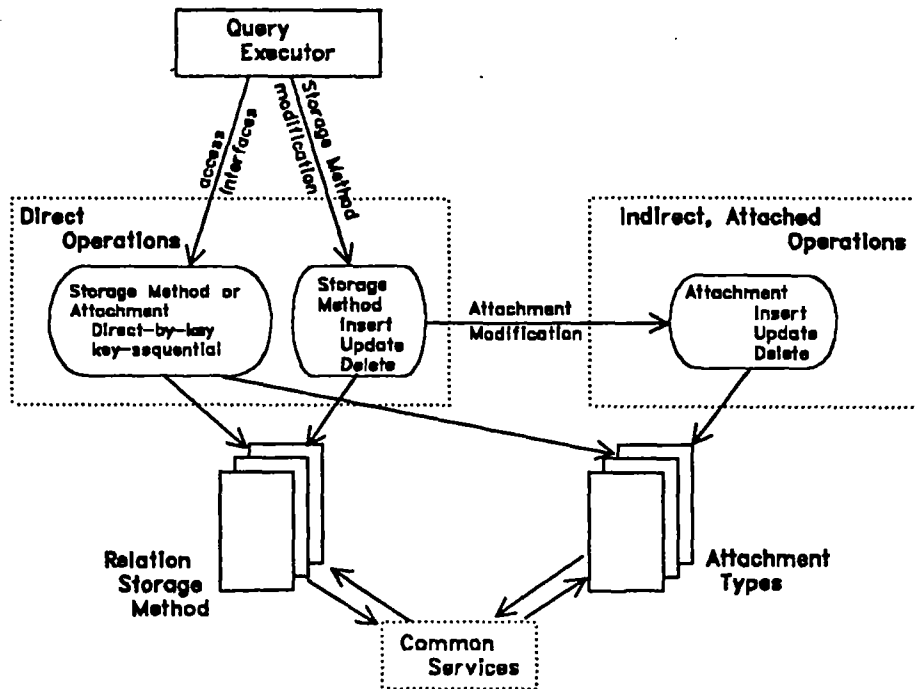 Query
Executor
access
interfaces
Storage Method
modification
Direct
Operations
Indirect, Attached
Operations
Storage Method or
Attachment
Direct-by-key
key-sequential
Storage
Method
Insert
Update
Delete
Attachment
Modification
Attachment
Insert
Update
Delete
Relation
Storage
Method
Attachment
Types
Common
Services